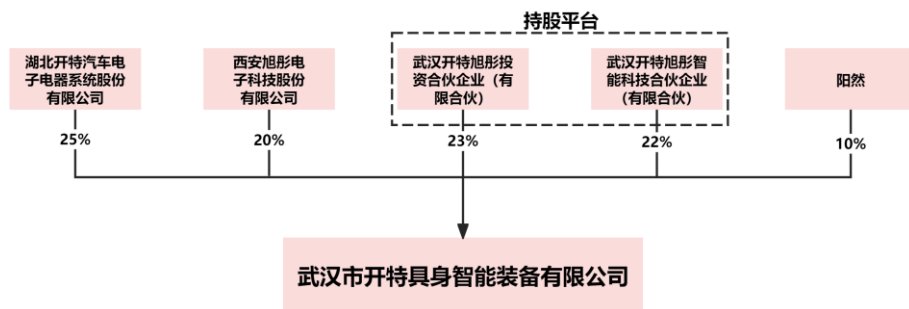 持股平台
湖北开特汽车电
子电器系统股份
有限公司
西安旭彤电
子科技股份
有限公司
武汉开特旭彤投
资合伙企业（有
限合伙）
武汉开特旭彤智
能科技合伙企业
（有限合伙）
阳然
25%
20%
23%
22%
10%
武汉市开特具身智能装备有限公司